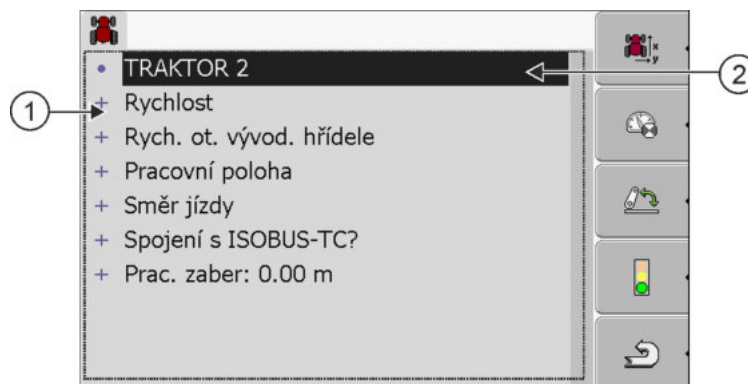 TRAKTOR 2
Rychlost
Rych. ot. vývod. hřídele
Pracovní poloha
Směr jízdy
Spojení s ISOBUS-TC?
Prac. zaber: 0.00 m
x
y
1
2